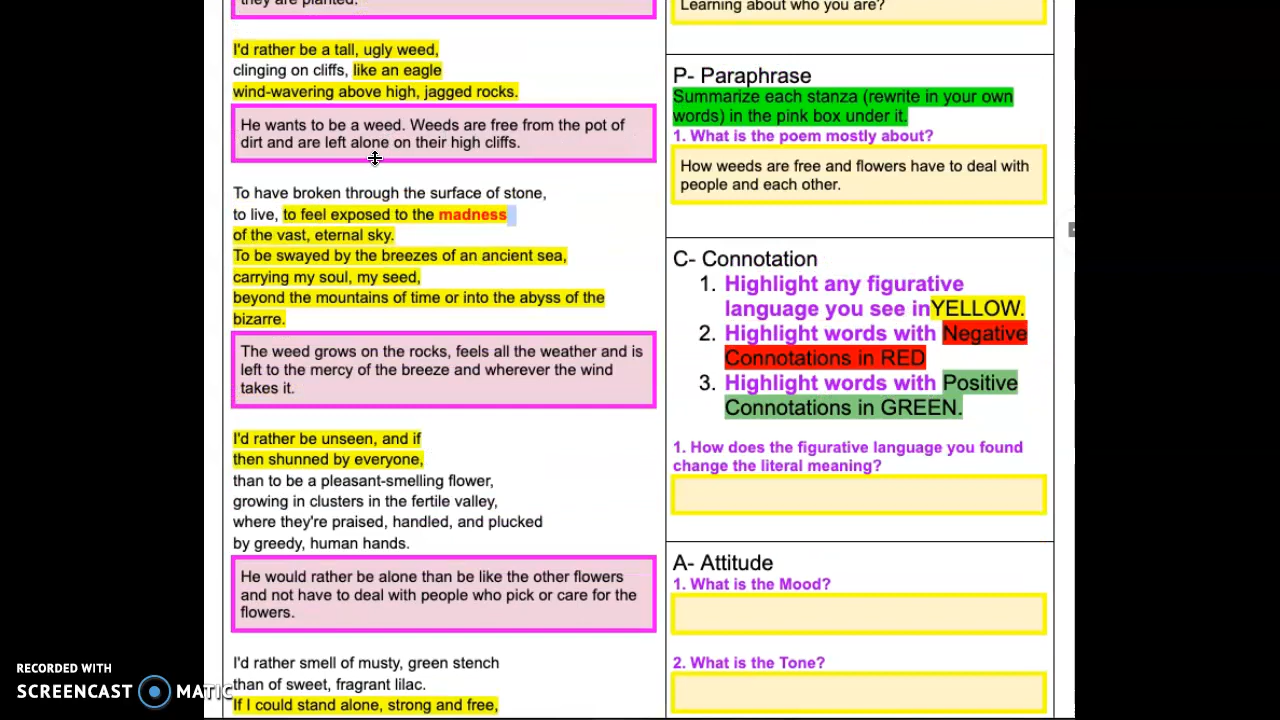 they are planted.
I'd rather be a tall, ugly weed,
clinging on cliffs, like an eagle
wind-wavering above high, jagged rocks.
He wants to be a weed. Weeds are free from the pot of
dirt and are left alone on their high cliffs.
To have broken through the surface of stone,
to live, to feel exposed to the madness
of the vast, eternal sky.
To be swayed by the breezes of an ancient sea,
carrying my soul, my seed,
beyond the mountains of time or into the abyss of the
bizarre.
The weed grows on the rocks, feels all the weather and is
left to the mercy of the breeze and wherever the wind
takes it.
I'd rather be unseen, and if
then shunned by everyone,
than to be a pleasant-smelling flower,
growing in clusters in the fertile valley,
where they're praised, handled, and plucked
by greedy, human hands.
He would rather be alone than be like the other flowers
and not have to deal with people who pick or care for the
flowers.
I'd rather smell of musty, green stench
than of sweet, fragrant lilac.
If I could stand alone, strong and free,
Learning about who you are?
P- Paraphrase
Summarize each stanza (rewrite in your own
words) in the pink box under it.
1. What is the poem mostly about?
How weeds are free and flowers have to deal with
people and each other.
C- Connotation
1. Highlight any figurative
language you see inYELLOW.
2. Highlight words with Negative
Connotations in RED
3. Highlight words with Positive
Connotations in GREEN.
1. How does the figurative language you found
change the literal meaning?
A- Attitude
1. What is the Mood?
2. What is the Tone?
RECORDED WITH
SCREENCAST MATIC